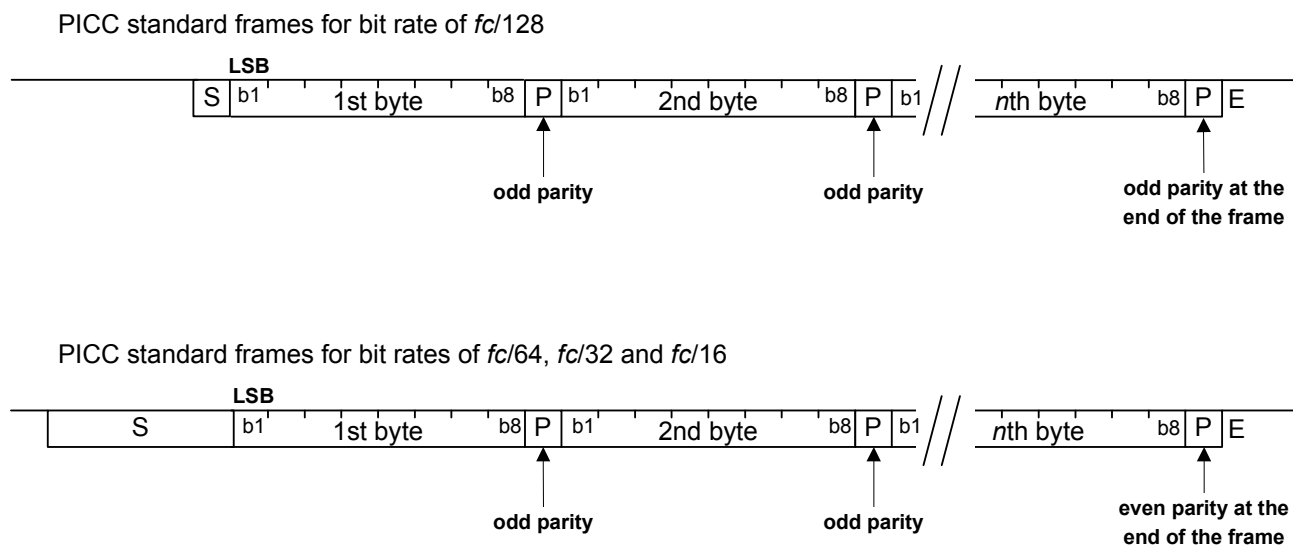 PICC standard frames for bit rate of fc/128
LSB
S b1 1st byte b8 P b1 2nd byte b8 P b1 nth byte b8 P E
odd parity odd parity odd parity at the
end of the frame
PICC standard frames for bit rates of fc/64, fc/32 and fc/16
LSB
S b1 1st byte b8 P b1 2nd byte b8 P b1 nth byte b8 P E
odd parity odd parity even parity at the
end of the frame